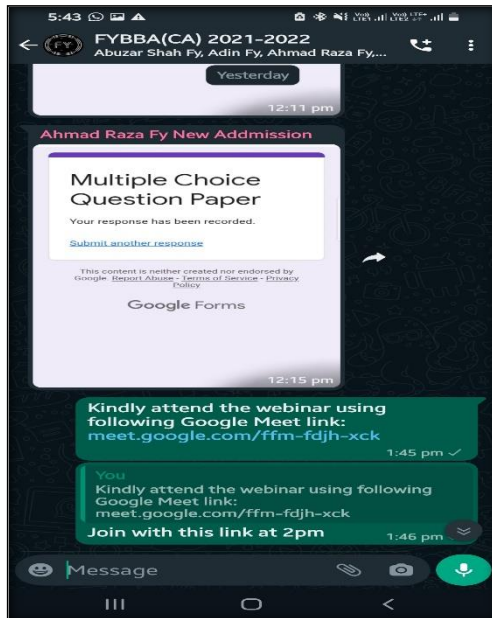 5:43
FYBBA(CA) 2021-2022
Abuzar Shah Fy, Adin Fy, Ahmad Raza Fy,...
Yesterday
12:11 pm
Ahmad Raza Fy New Addmission
Multiple Choice
Question Paper
Your response has been recorded.
Submit another response
This content is neither created nor endorsed by
Google. Report Abuse - Terms of Service - Privacy
Policy
Google Forms
12:15 pm
Kindly attend the webinar using
following Google Meet link:
meet.google.com/ffm-fdjh-xck
1:45 pm
You
Kindly attend the webinar using following
Google Meet link:
meet.google.com/ffm-fdjh-xck
Join with this link at 2pm
1:46 pm
Message